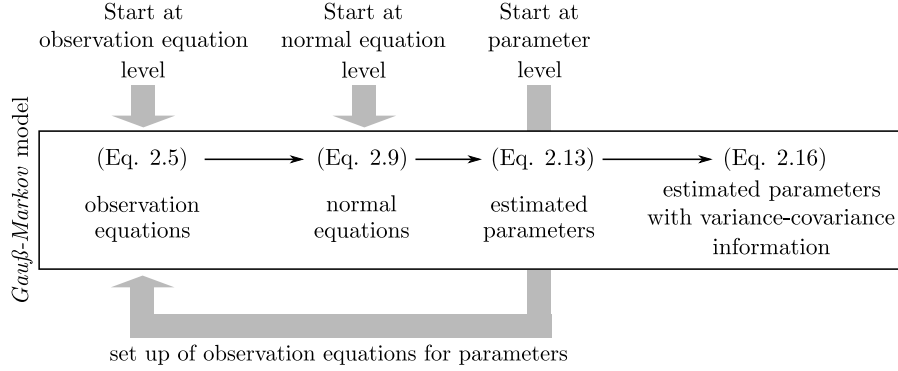 Start at
observation equation
level
Start at
normal equation
level
Start at
parameter
level
Gauß-Markov model
(Eq. 2.5)
(Eq. 2.9)
(Eq. 2.13)
(Eq. 2.16)
observation
equations
normal
equations
estimated
parameters
estimated parameters
with variance-covariance
information
set up of observation equations for parameters